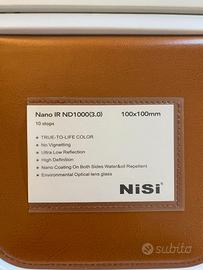 Nano IR ND1000(3.0) 100x100mm
10 stops
TRUE-TO-LIFE COLOR
No Vignetting
Ultra Low Reflection
High Definition
Nano Coating On Both Sides Water&oil Repellent
Environmental Optical lens glass
NiSi
subito